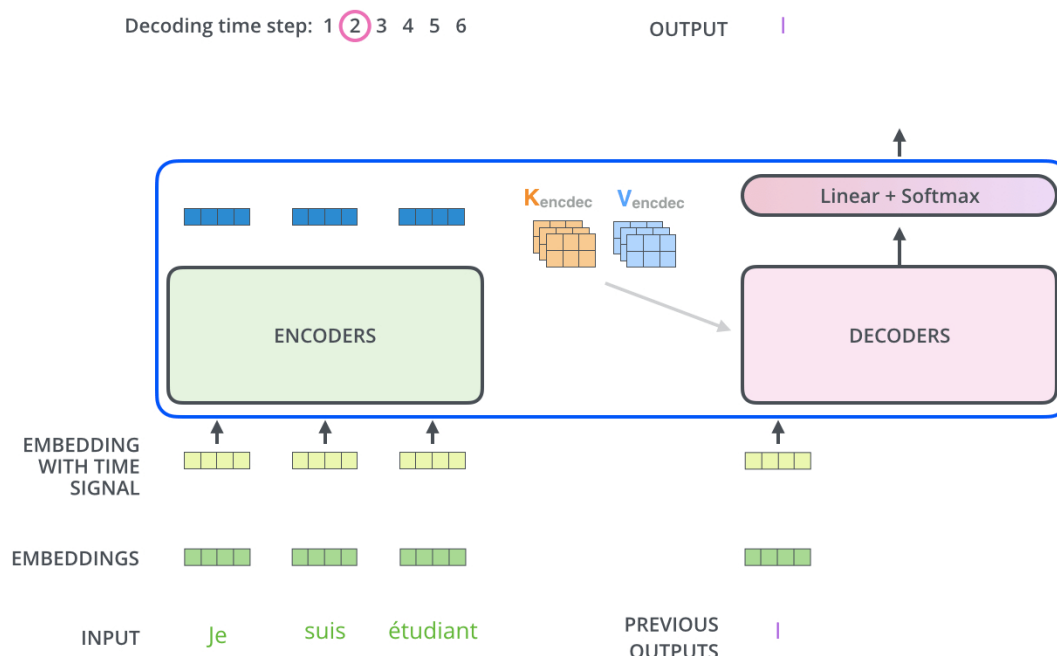 Decoding time step: 1 2 3 4 5 6
OUTPUT I
Kencdec Vencdec
Linear + Softmax
ENCODERS
DECODERS
EMBEDDING
WITH TIME
SIGNAL
EMBEDDINGS
INPUT Je suis étudiant
PREVIOUS
OUTPUTS
I